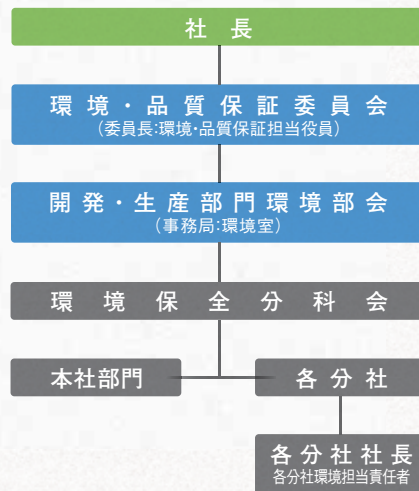 社長
環境・品質保証委員会
(委員長:環境・品質保証担当役員)
開発・生産部門環境部会
(事務局:環境室)
環境保全分科会
本社部門
各分社
各分社社長
各分社環境担当責任者